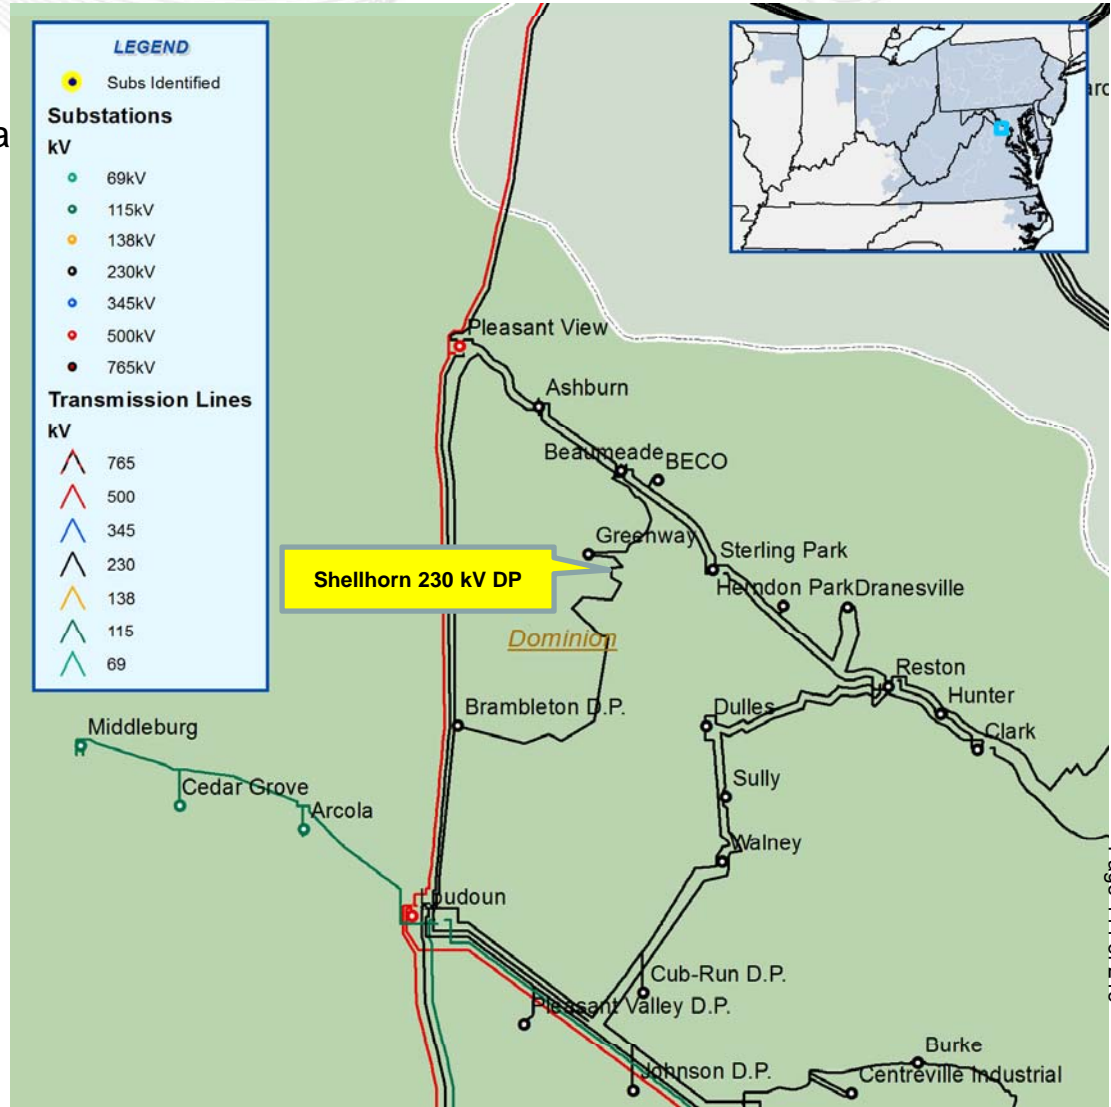 LEGEND
Subs Identified
Substations
kV
69kV
115kV
138kV
230kV
345kV
500kV
765kV
Transmission Lines
kV
765
500
345
230
138
115
69
a
Pleasant View
Ashburn
Beaumeade
BECO
Greenway
Sterling Park
Shellhorn 230 kV DP
Herndon Park
Dranesville
Dominion
Reston
Hunter
Brambleton D.P.
Dulles
Clark
Middleburg
Sully
Cedar Grove
Arcola
Walney
Loudoun
Cub-Run D.P.
Pleasant Valley D.P.
Burke
Johnson D.P.
Centreville Industrial